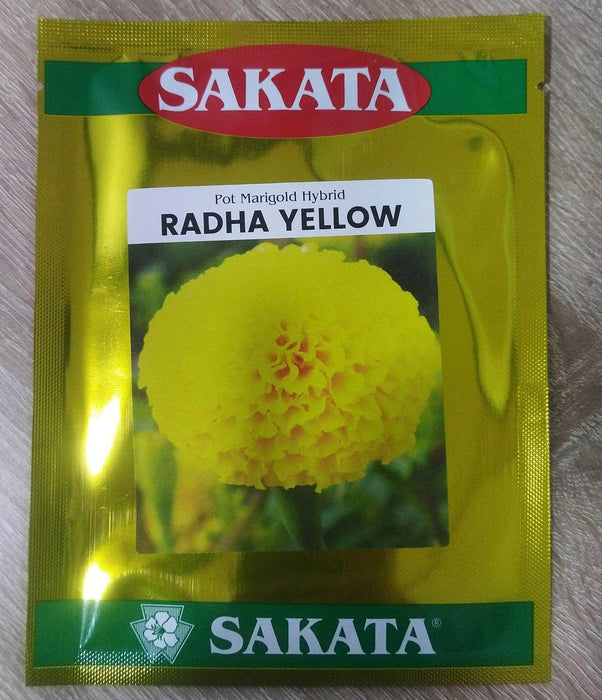 SAKATA
Pot Marigold Hybrid
RADHA YELLOW
SAKATA®